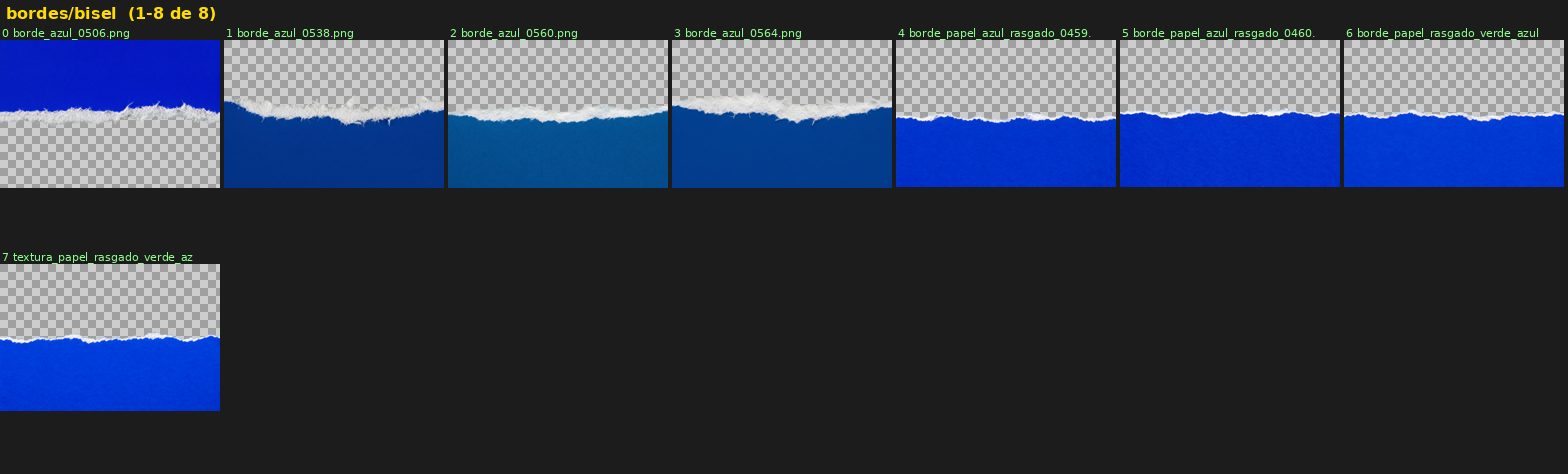 bordes/bisel (1-8 de 8)
0 borde_azul_0506.png
1 borde_azul_0538.png
2 borde_azul_0560.png
3 borde_azul_0564.png
4 borde_papel_azul_rasgado_0459.
5 borde_papel_azul_rasgado_0460.
6 borde_papel_rasgado_verde_azul
7 textura_papel_rasgado_verde_az